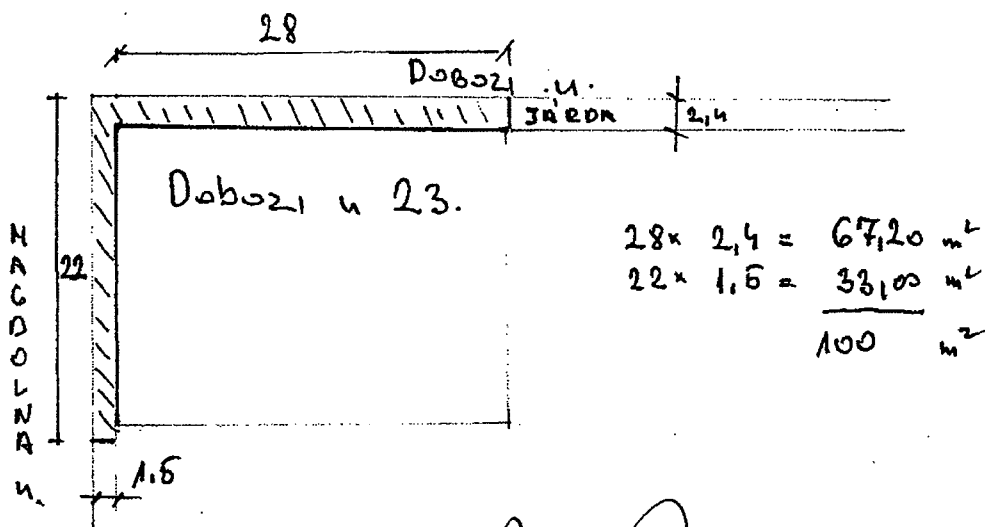 28
Dobozi u.
JÁRDA
2,4
Dobozi u 23.
MAGDOLNA u.
22
1.5
28 × 2,4 = 67,20 m²
22 × 1,5 = 33,00 m²
100 m²